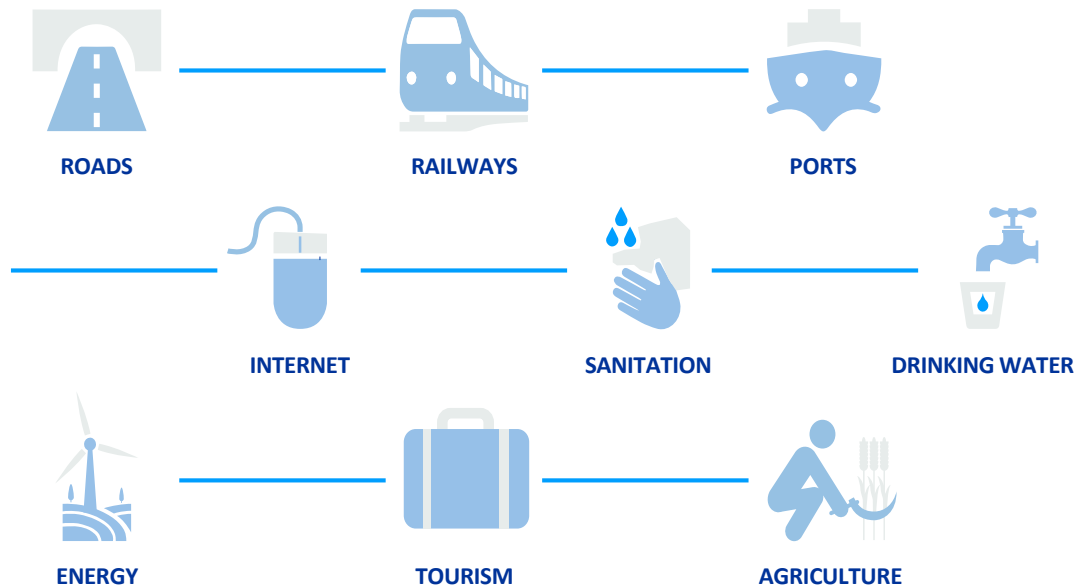 ROADS
RAILWAYS
PORTS
INTERNET
SANITATION
DRINKING WATER
ENERGY
TOURISM
AGRICULTURE